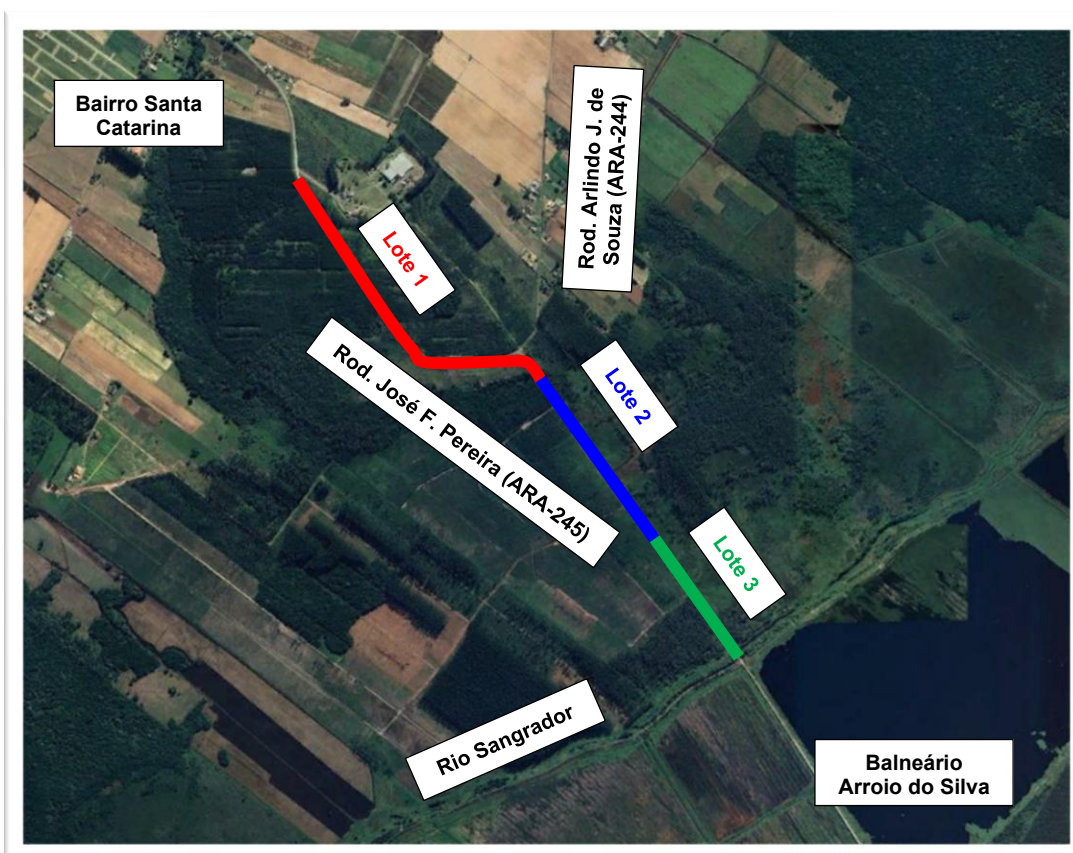 Bairro Santa
Catarina
Rod. Arlindo J. de
Souza (ARA-244)
Lote 1
Rod. José F. Pereira (ARA-245)
Lote 2
Lote 3
Rio Sangrador
Balneário
Arroio do Silva